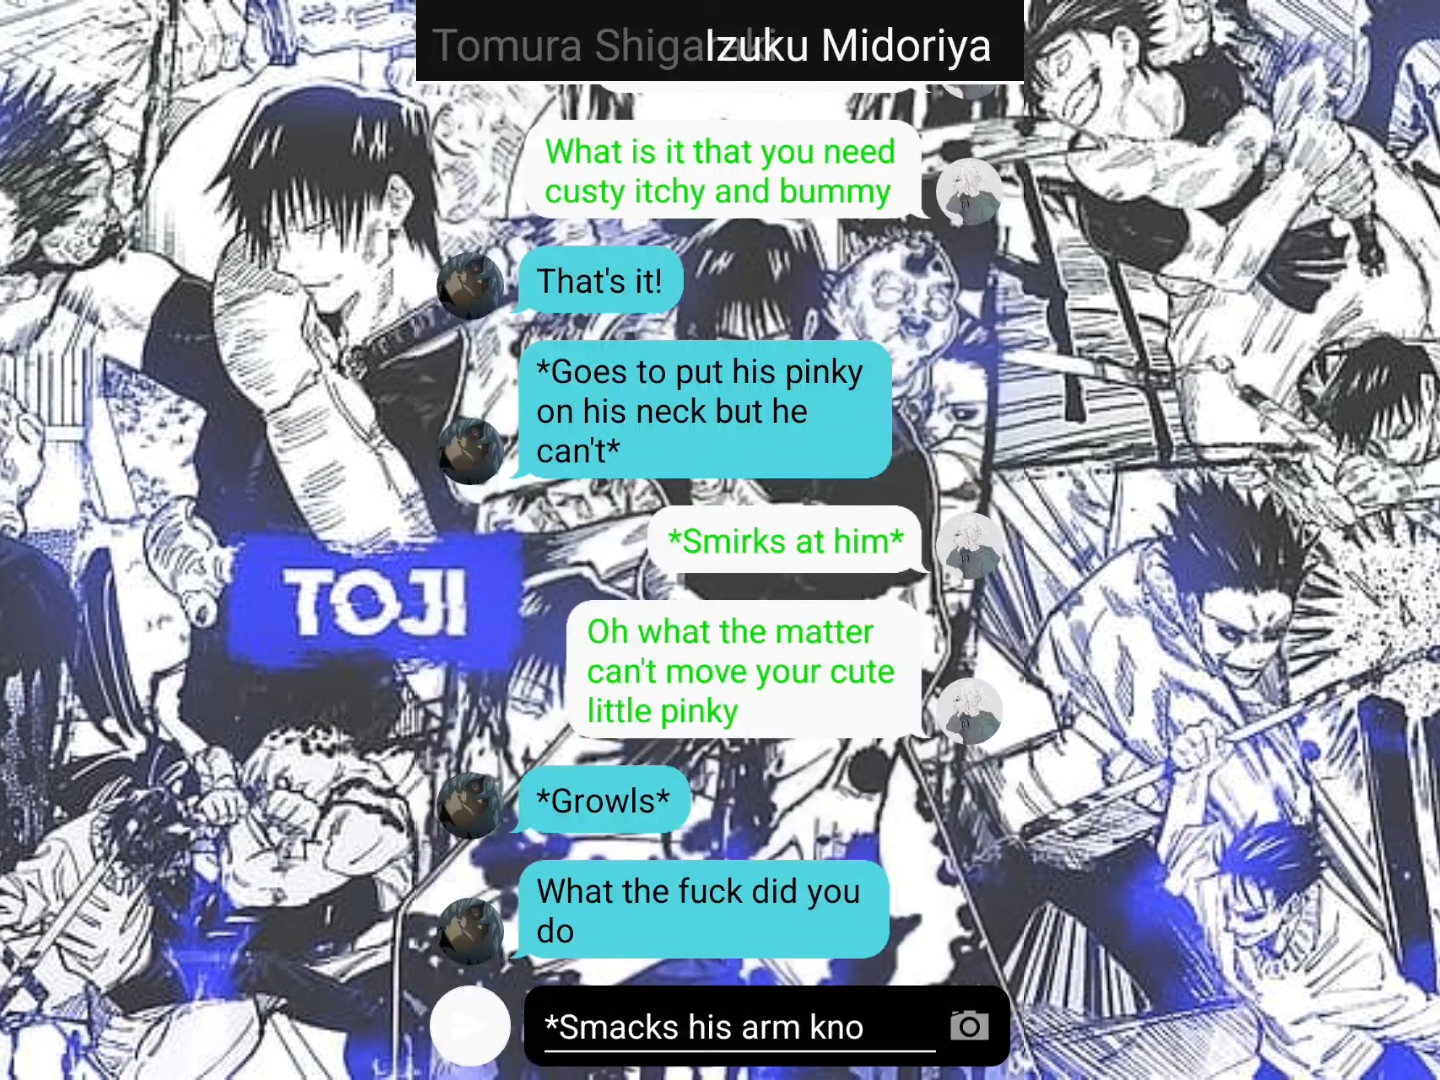 Tomura Shigaraki
Izuku Midoriya
What is it that you need
custy itchy and bummy
That's it!
*Goes to put his pinky
on his neck but he
can't*
*Smirks at him*
Oh what the matter
can't move your cute
little pinky
TOJI
*Growls*
What the fuck did you
do
*Smacks his arm kno